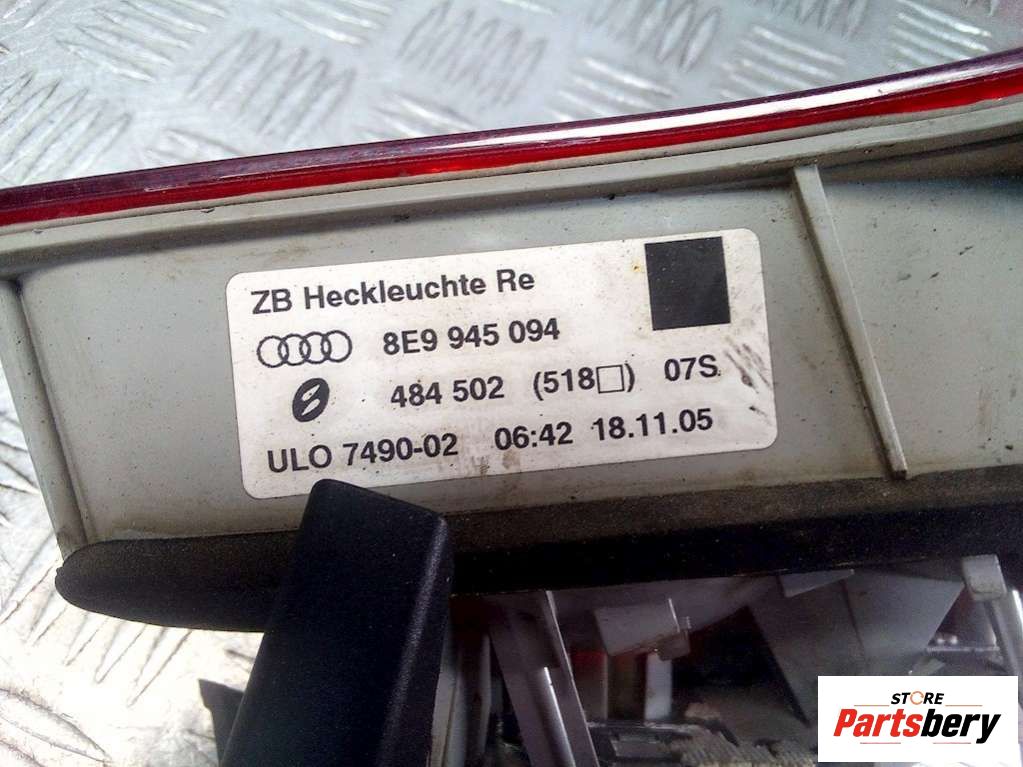 ZB Heckleuchte Re
8E9 945 094
484 502 (518□) 07S
ULO 7490-02 06:42 18.11.05
STORE
Partsbery